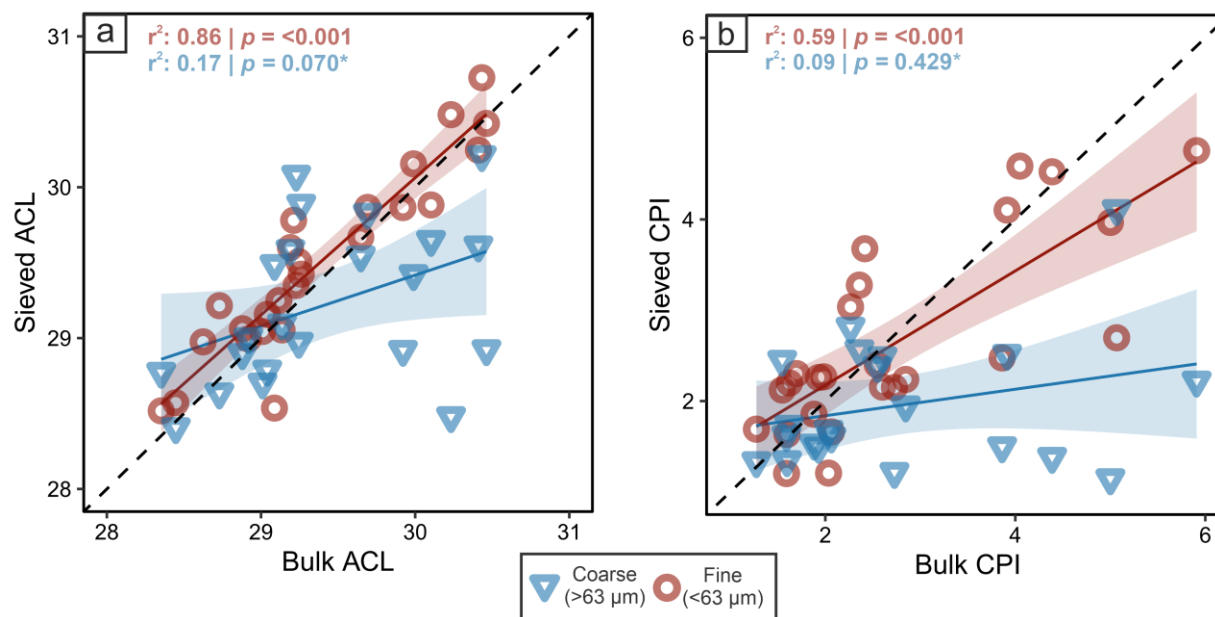 a
r²: 0.86 | p = <0.001
r²: 0.17 | p = 0.070*
31
30
29
28
Sieved ACL
28 29 30 31
Bulk ACL
b
r²: 0.59 | p = <0.001
r²: 0.09 | p = 0.429*
6
4
2
Sieved CPI
2 4 6
Bulk CPI
Coarse
(>63 µm)
Fine
(<63 µm)